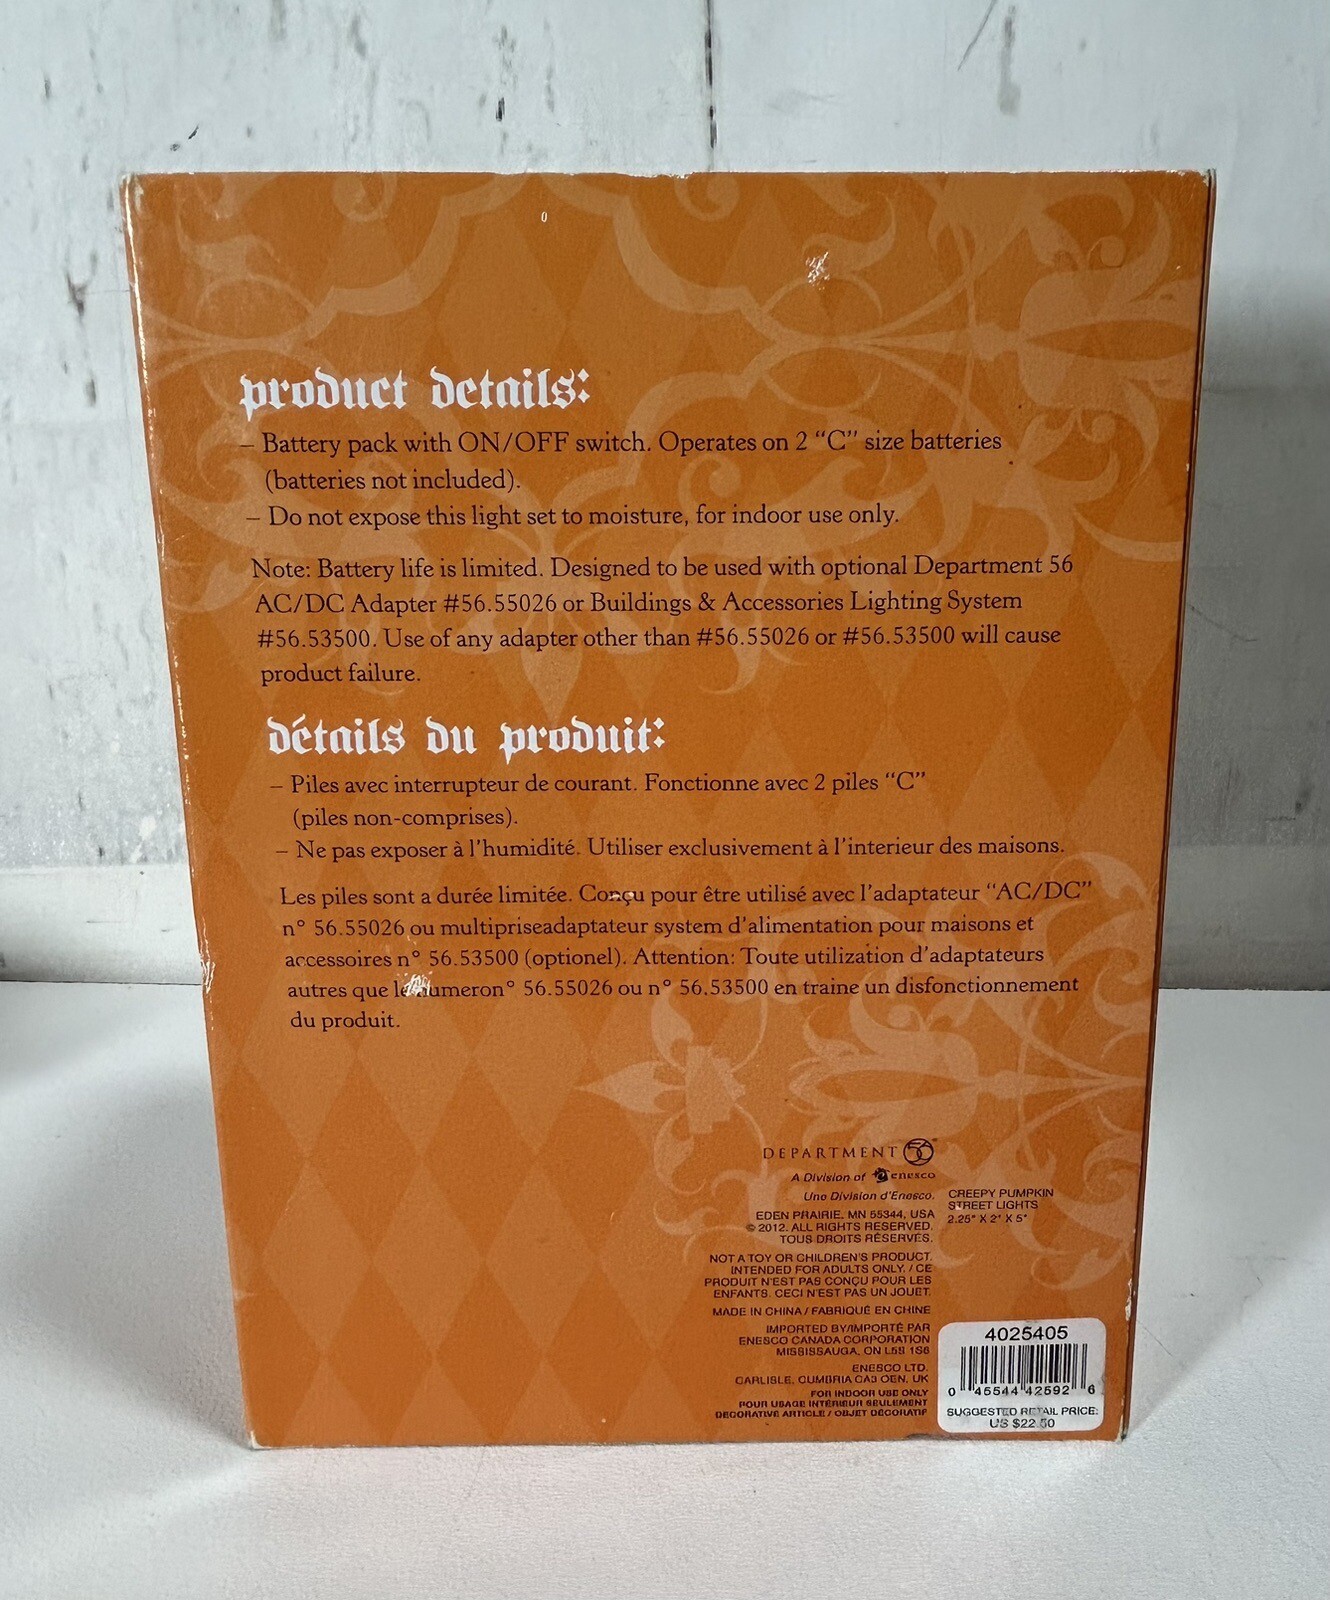 product details:
– Battery pack with ON/OFF switch. Operates on 2 “C” size batteries
(batteries not included).
– Do not expose this light set to moisture, for indoor use only.
Note: Battery life is limited. Designed to be used with optional Department 56
AC/DC Adapter #56.55026 or Buildings & Accessories Lighting System
#56.53500. Use of any adapter other than #56.55026 or #56.53500 will cause
product failure.
détails du produit:
– Piles avec interrupteur de courant. Fonctionne avec 2 piles “C”
(piles non-comprises).
– Ne pas exposer à l'humidité. Utiliser exclusivement à l'interieur des maisons.
Les piles sont a durée limitée. Conçu pour être utilisé avec l'adaptateur “AC/DC”
n° 56.55026 ou multipriseadaptateur system d'alimentation pour maisons et
accessoires n° 56.53500 (optionel). Attention: Toute utilization d'adaptateurs
autres que le numeron° 56.55026 ou n° 56.53500 en traine un disfonctionnement
du produit.
DEPARTMENT 56™
A Division of enesco
Une Division d'Enesco.
EDEN PRAIRIE, MN 55344, USA
© 2012. ALL RIGHTS RESERVED.
TOUS DROITS RÉSERVÉS.
CREEPY PUMPKIN
STREET LIGHTS
2.25" X 2" X 5"
NOT A TOY OR CHILDREN'S PRODUCT.
INTENDED FOR ADULTS ONLY. / CE
PRODUIT N'EST PAS CONÇU POUR LES
ENFANTS. CECI N'EST PAS UN JOUET.
MADE IN CHINA / FABRIQUÉ EN CHINE
IMPORTED BY/IMPORTÉ PAR
ENESCO CANADA CORPORATION
MISSISSAUGA, ON L5S 1S6
ENESCO LTD.
CARLISLE, CUMBRIA CA3 OEN, UK
FOR INDOOR USE ONLY
POUR USAGE INTÉRIEUR SEULEMENT
DECORATIVE ARTICLE / OBJET DÉCORATIF
4025405
0 45544 42592 6
SUGGESTED RETAIL PRICE:
US $22.50